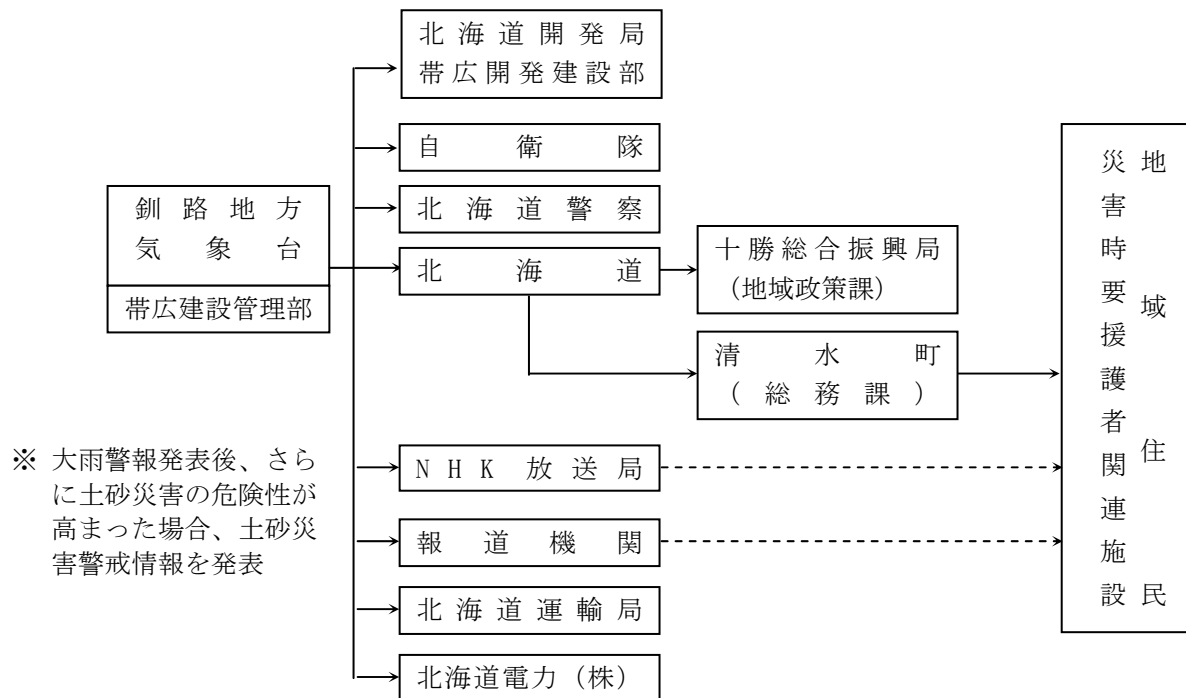 北海道開発局
帯広開発建設部
自衛隊
北海道警察
釧路地方
気象台
帯広建設管理部
北海道
十勝総合振興局
（地域政策課）
清水町
（総務課）
※ 大雨警報発表後、さら
に土砂災害の危険性が
高まった場合、土砂災
害警戒情報を発表
NHK放送局
報道機関
北海道運輸局
北海道電力（株）
地域住民
災害時要援護者関連施設